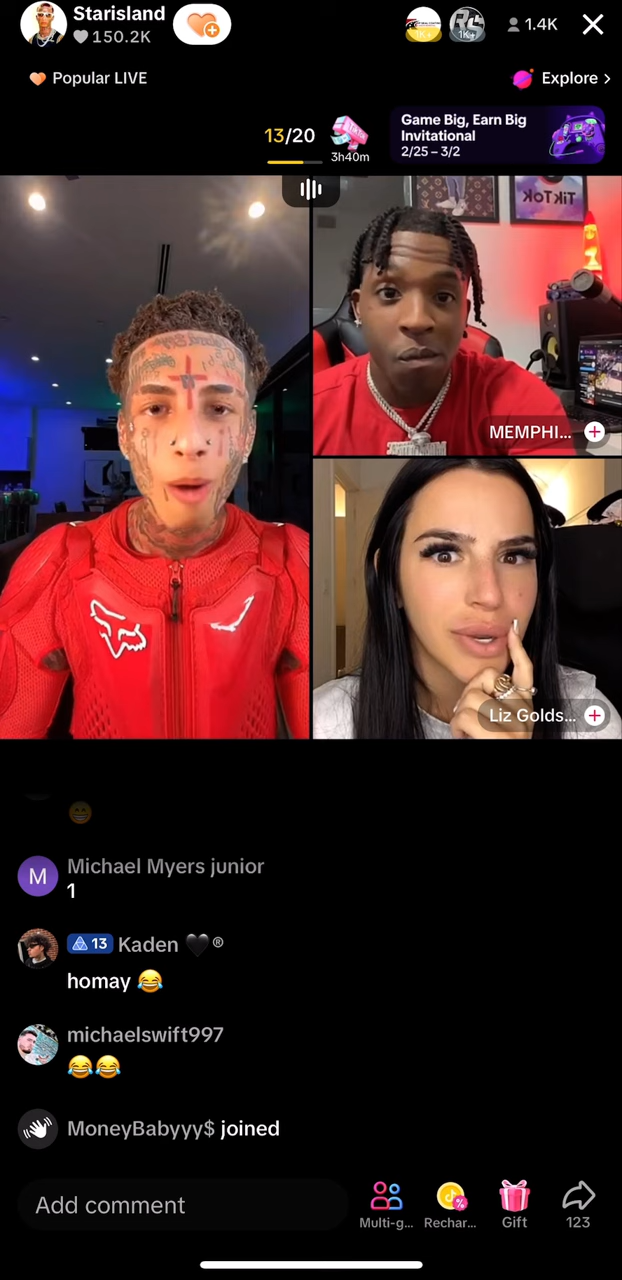 Starisland
150.2K
1K+
1K+
1.4K
Popular LIVE
Explore >
13/20
3h40m
Game Big, Earn Big
Invitational
2/25 – 3/2
TikTok
MEMPHI...
Liz Golds...
M
Michael Myers junior
1
13 Kaden 🖤®
homay 😂
michaelswift997
😂😂
MoneyBabyyy$ joined
Add comment
Multi-g...
Rechar...
Gift
123